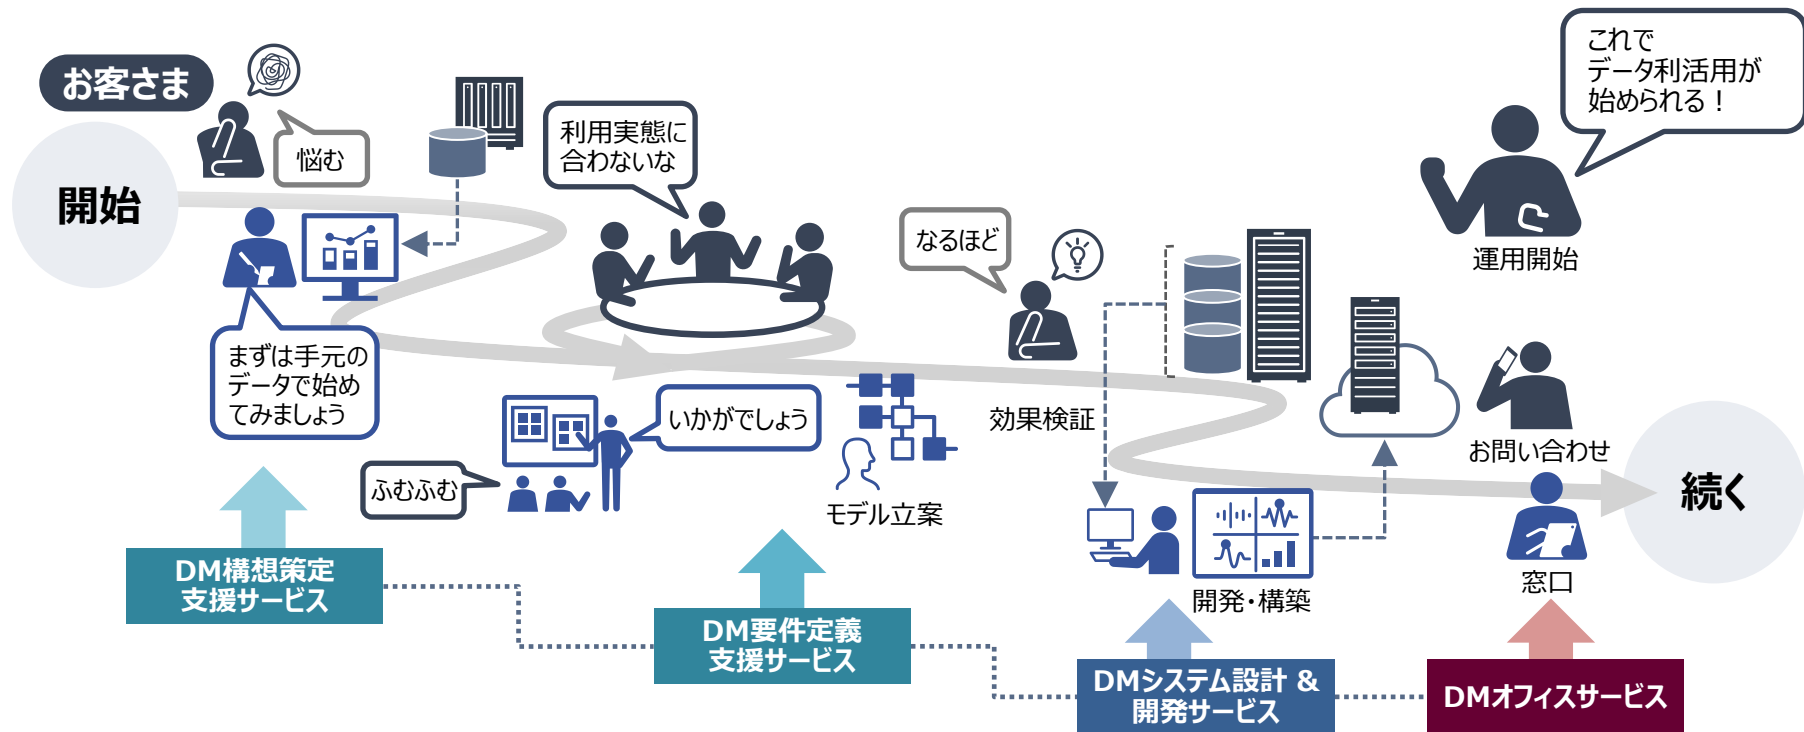 お客さま
開始
悩む
まずは手元の
データで始め
てみましょう
利用実態に
合わないな
ふむふむ
いかがでしょう
モデル立案
なるほど
効果検証
開発・構築
これで
データ利活用が
始められる！
運用開始
お問い合わせ
窓口
続く
DM構想策定
支援サービス
DM要件定義
支援サービス
DMシステム設計 &
開発サービス
DMオフィスサービス